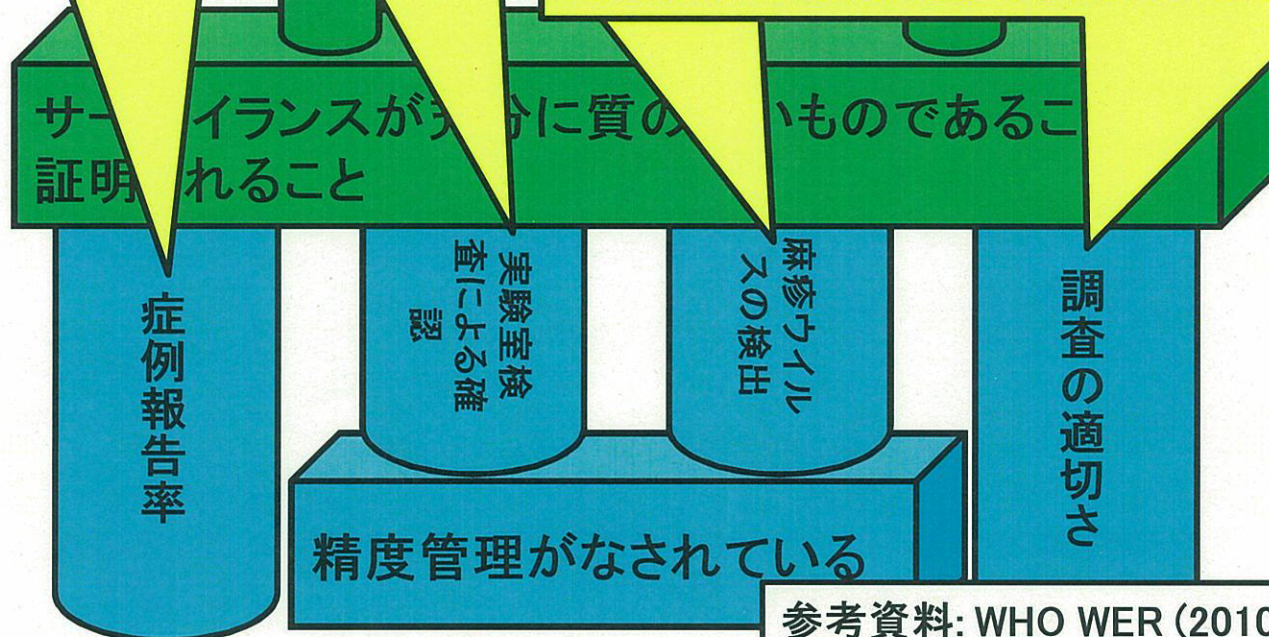 サー イランスが 分に質の いものであるこ
証明 れること
症例報告率
実験室検
査による確
認
麻疹ウイル
スの検出
調査の適切さ
精度管理がなされている
参考資料: WHO WER (2010